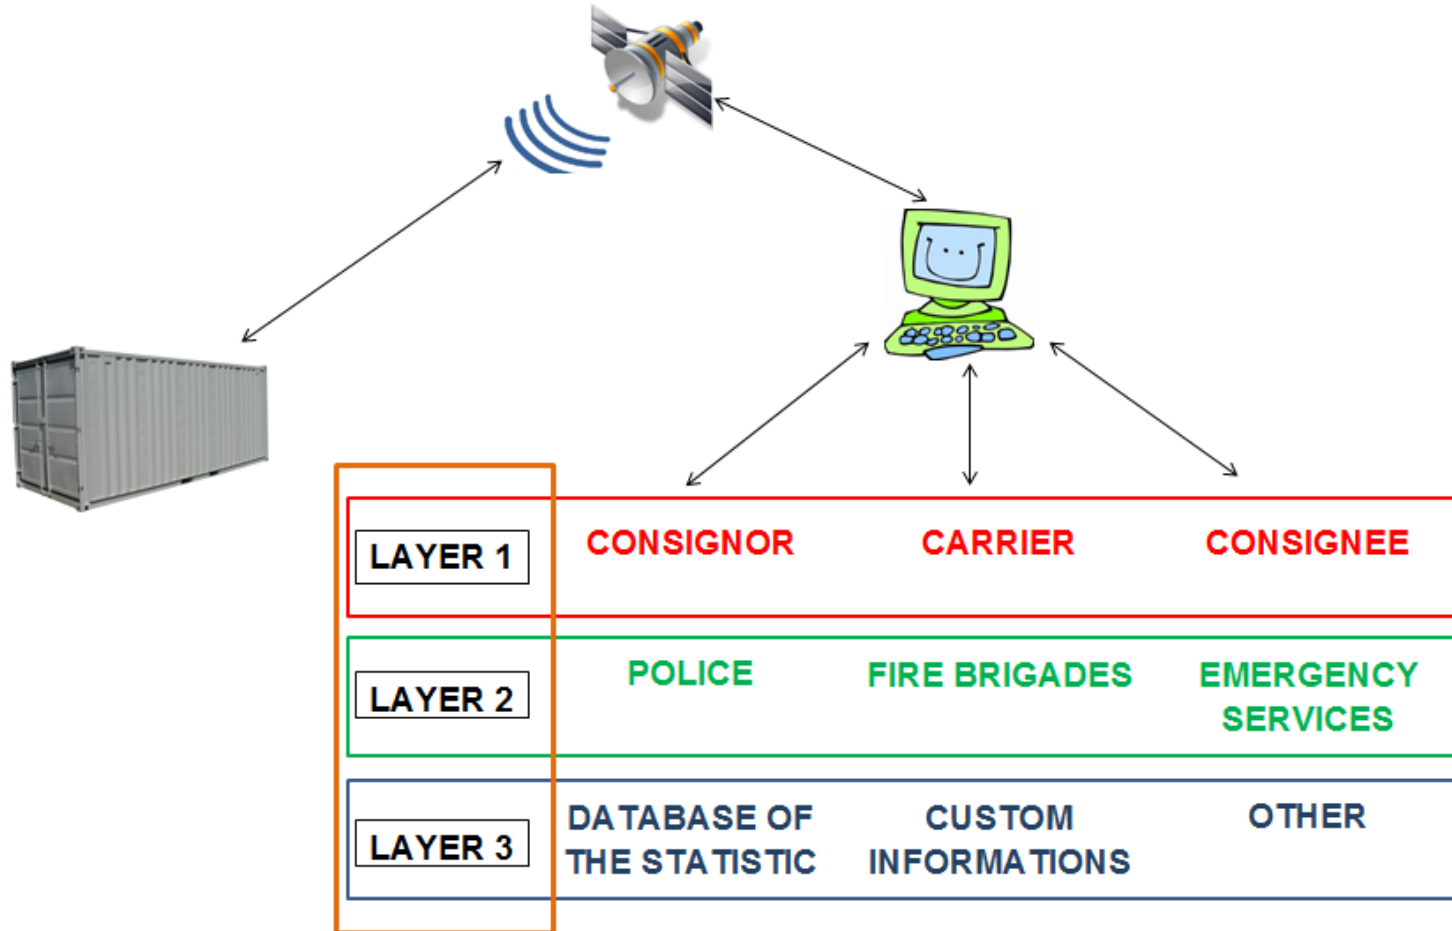 LAYER 1
CONSIGNOR
CARRIER
CONSIGNEE
LAYER 2
POLICE
FIRE BRIGADES
EMERGENCY
SERVICES
LAYER 3
DATABASE OF
THE STATISTIC
CUSTOM
INFORMATIONS
OTHER